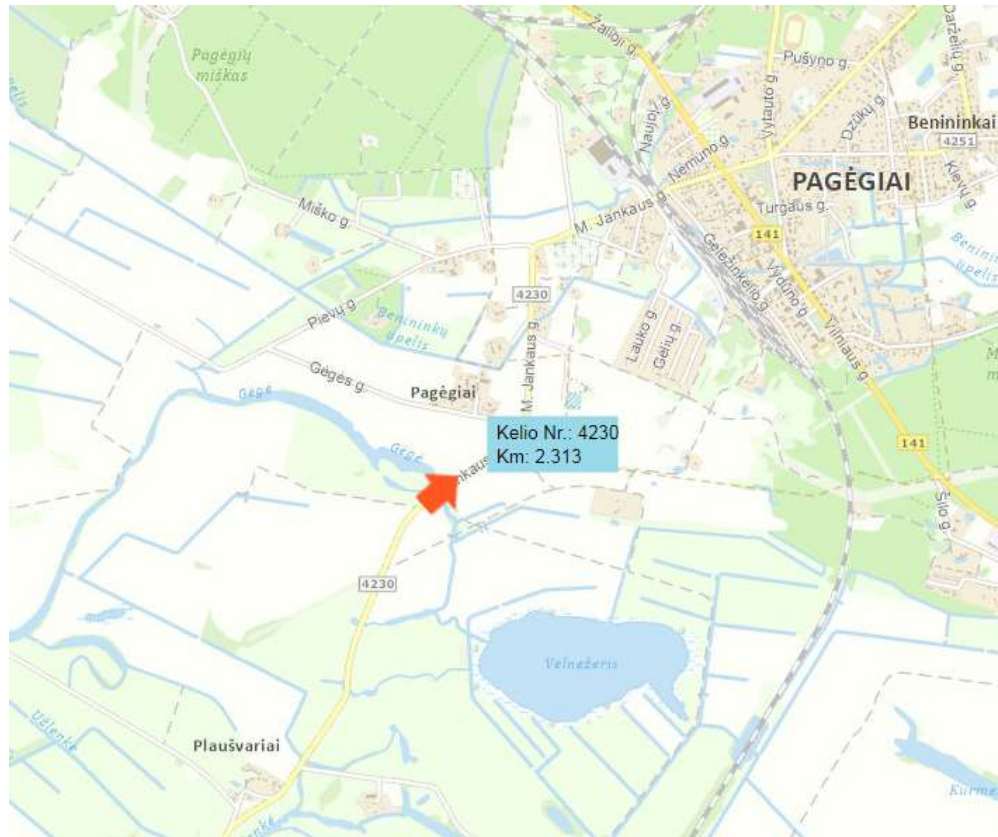 Žalioji g.
Darželių g.
Pušyno g.
Pagėgių
miškas
Naujoji g.
Vytauto g.
Dzūkų g.
Benininkai
4251
Nemuno g.
Klevų g.
PAGĖGIAI
Miško g.
M. Jankaus g.
Turgaus g.
141
Geležinkelio g.
Vydūno g.
4230
Pievų g.
Benininkų
upelis
Lauko g.
Gėlių g.
Vilniaus g.
M. Jankaus g.
Gėgės g.
Pagėgiai
Gėgė
Kelio Nr.: 4230
Km: 2.313
Gėgė
141
Šilo g.
4230
Velnežeris
Plaušvariai